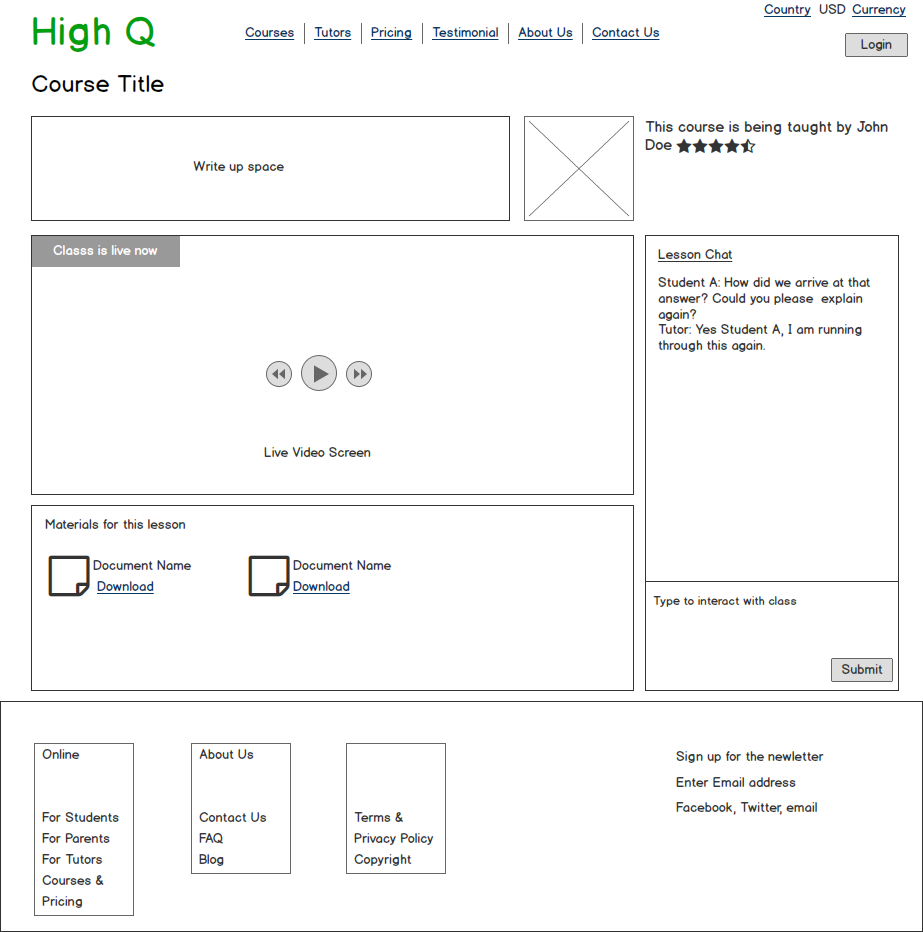 Country USD Currency
High Q
Courses Tutors Pricing Testimonial About Us Contact Us
Login
Course Title
Write up space
This course is being taught by John
Doe
Classs is live now
Live Video Screen
Lesson Chat
Student A: How did we arrive at that
answer? Could you please explain
again?
Tutor: Yes Student A, I am running
through this again.
Type to interact with class
Submit
Materials for this lesson
Document Name
Download
Document Name
Download
Online
For Students
For Parents
For Tutors
Courses &
Pricing
About Us
Contact Us
FAQ
Blog
Terms &
Privacy Policy
Copyright
Sign up for the newletter
Enter Email address
Facebook, Twitter, email